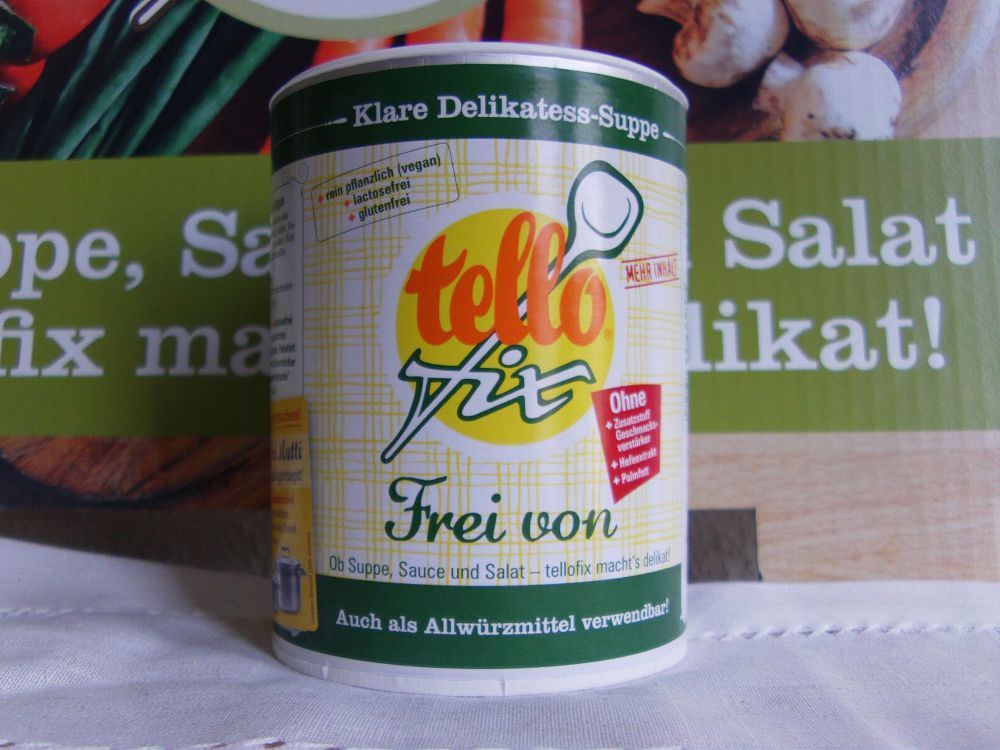 Klare Delikatess-Suppe
+ rein pflanzlich (vegan)
+ lactosefrei
+ glutenfrei
tello
fix
®
MEHR INHALT
Ohne
+ Zusatzstoff
Geschmacks-
verstärker
+ Hefeextrakt
+ Palmfett
Frei von
Ob Suppe, Sauce und Salat – tellofix macht's delikat!
Auch als Allwürzmittel verwendbar!
Mutti
ppe, Sa
Salat
fix ma
likat!